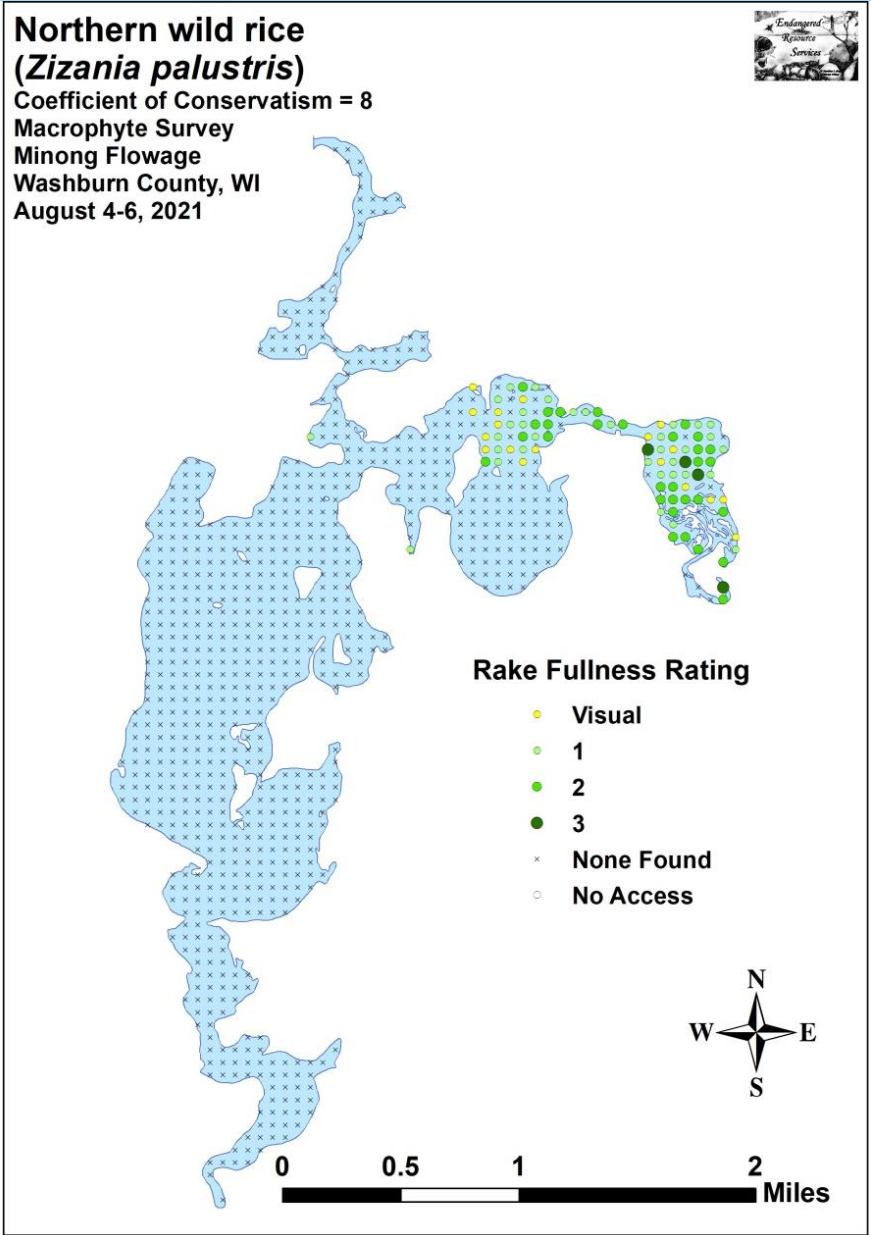 Northern wild rice
(Zizania palustris)
Coefficient of Conservatism = 8
Macrophyte Survey
Minong Flowage
Washburn County, WI
August 4-6, 2021
Endangered
Resource
Services
Rake Fullness Rating
Visual
1
2
3
None Found
No Access
N
W E
S
0 0.5 1 2
Miles